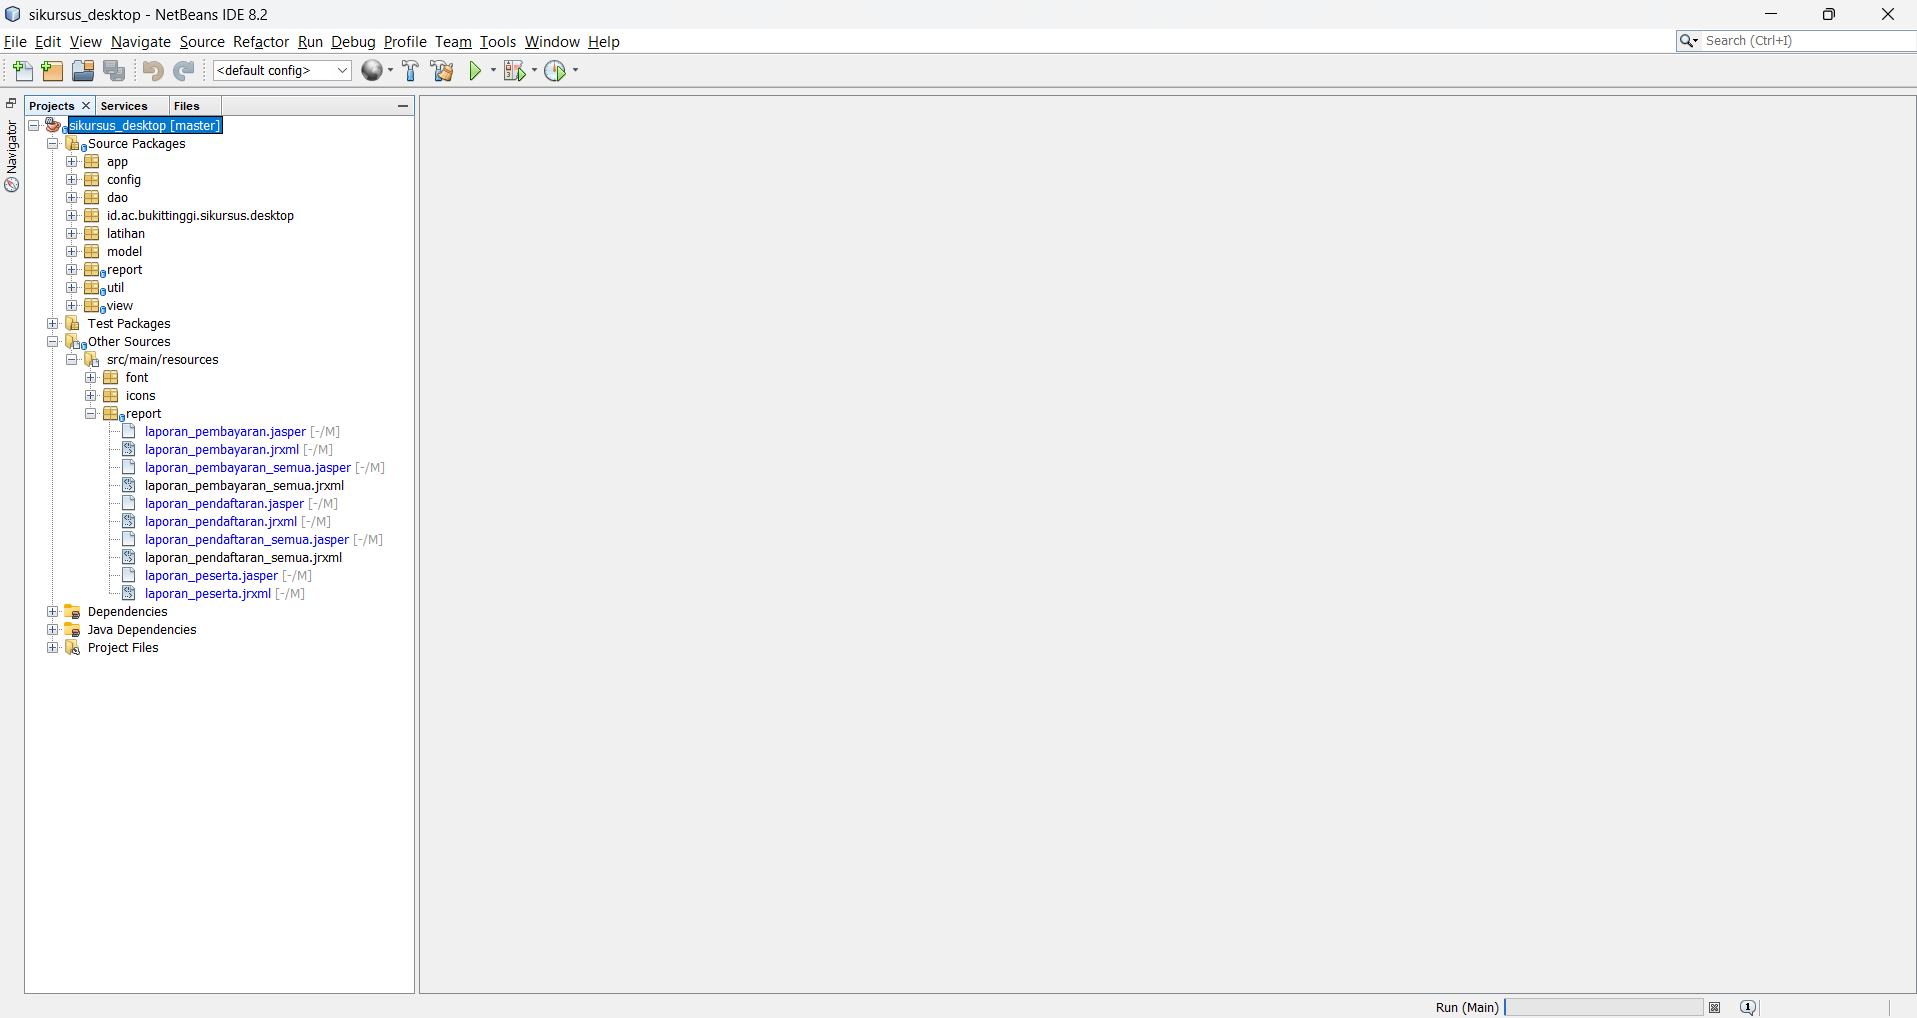 sikursus_desktop - NetBeans IDE 8.2
File Edit View Navigate Source Refactor Run Debug Profile Team Tools Window Help
Search (Ctrl+I)
<default config>
Projects Services Files
Navigator
sikursus_desktop [master]
Source Packages
app
config
dao
id.ac.bukittinggi.sikursus.desktop
latihan
model
report
util
view
Test Packages
Other Sources
src/main/resources
font
icons
report
laporan_pembayaran.jasper [-/M]
laporan_pembayaran.jrxml [-/M]
laporan_pembayaran_semua.jasper [-/M]
laporan_pembayaran_semua.jrxml
laporan_pendaftaran.jasper [-/M]
laporan_pendaftaran.jrxml [-/M]
laporan_pendaftaran_semua.jasper [-/M]
laporan_pendaftaran_semua.jrxml
laporan_peserta.jasper [-/M]
laporan_peserta.jrxml [-/M]
Dependencies
Java Dependencies
Project Files
Run (Main)
1